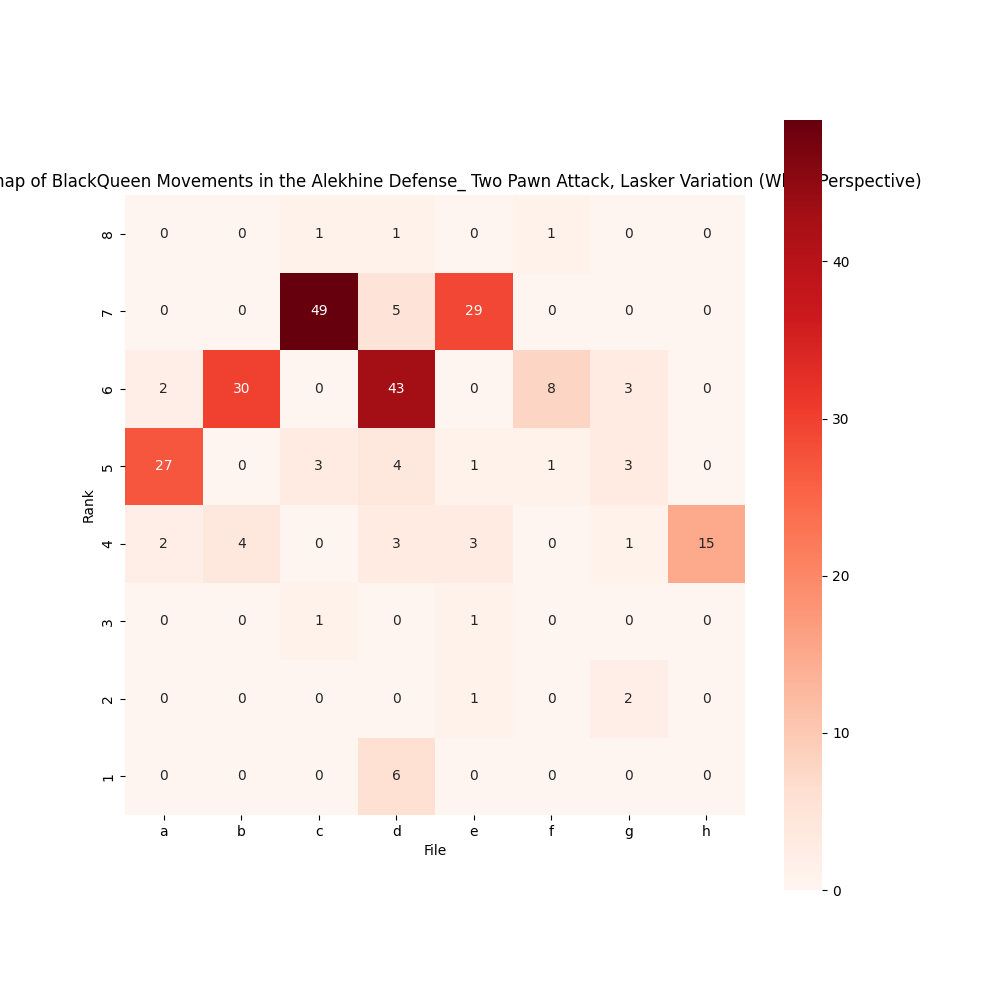 map of BlackQueen Movements in the Alekhine Defense_ Two Pawn Attack, Lasker Variation (W Perspective)
8 0 0 1 1 0 1 0 0
7 0 0 49 5 29 0 0 0
6 2 30 0 43 0 8 3 0
5 27 0 3 4 1 1 3 0
4 2 4 0 3 3 0 1 15
3 0 0 1 0 1 0 0 0
2 0 0 0 0 1 0 2 0
1 0 0 0 6 0 0 0 0
a b c d e f g h
File
Rank
40
30
20
10
0